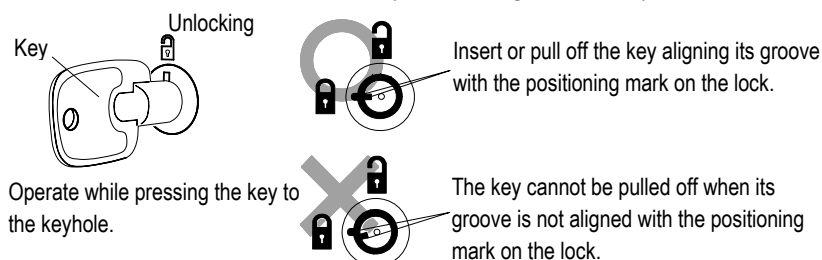 Unlocking
Key
Operate while pressing the key to
the keyhole.
Insert or pull off the key aligning its groove
with the positioning mark on the lock.
The key cannot be pulled off when its
groove is not aligned with the positioning
mark on the lock.